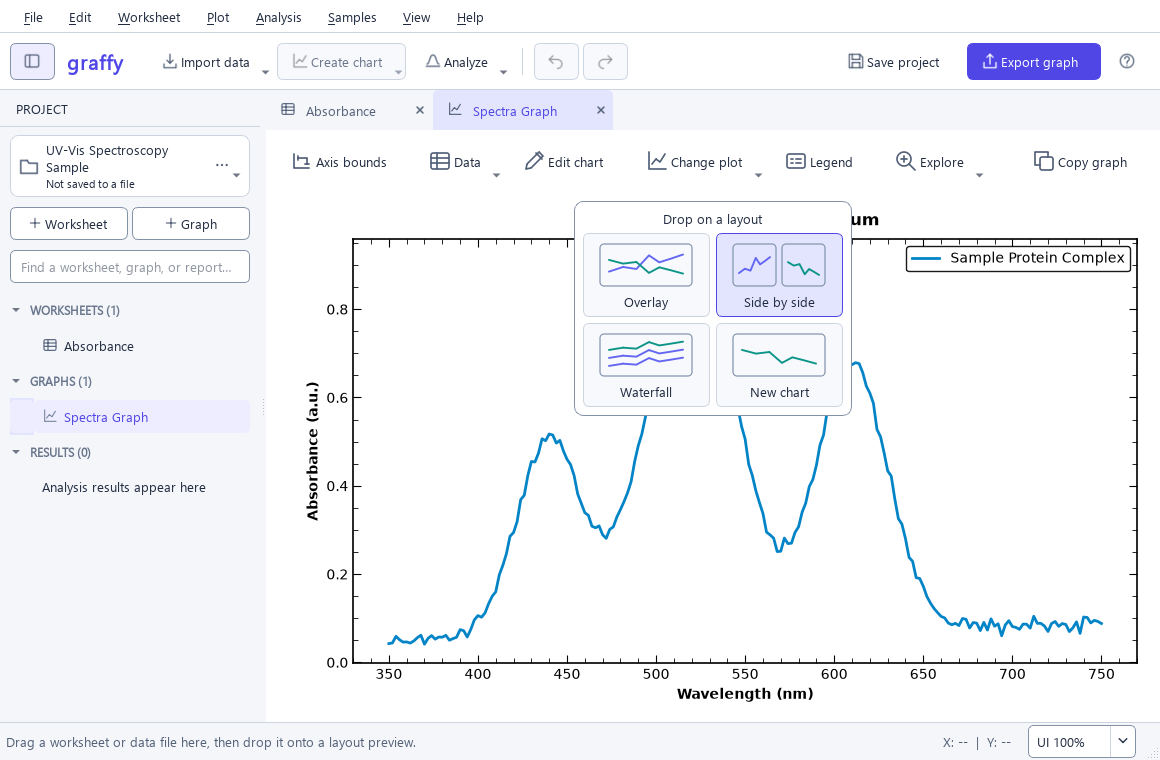 File Edit Worksheet Plot Analysis Samples View Help
graffy Import data Create chart Analyze Save project Export graph
PROJECT
Absorbance × Spectra Graph ×
UV-Vis Spectroscopy
Sample
Not saved to a file
Axis bounds Data Edit chart Change plot Legend Explore Copy graph
+ Worksheet + Graph
Find a worksheet, graph, or report...
WORKSHEETS (1)
Absorbance
GRAPHS (1)
Spectra Graph
RESULTS (0)
Analysis results appear here
Drop on a layout
Overlay Side by side
Waterfall New chart
um
Sample Protein Complex
Absorbance (a.u.)
0.8
0.6
0.4
0.2
0.0
350 400 450 500 550 600 650 700 750
Wavelength (nm)
Drag a worksheet or data file here, then drop it onto a layout preview.
X: -- | Y: -- UI 100%